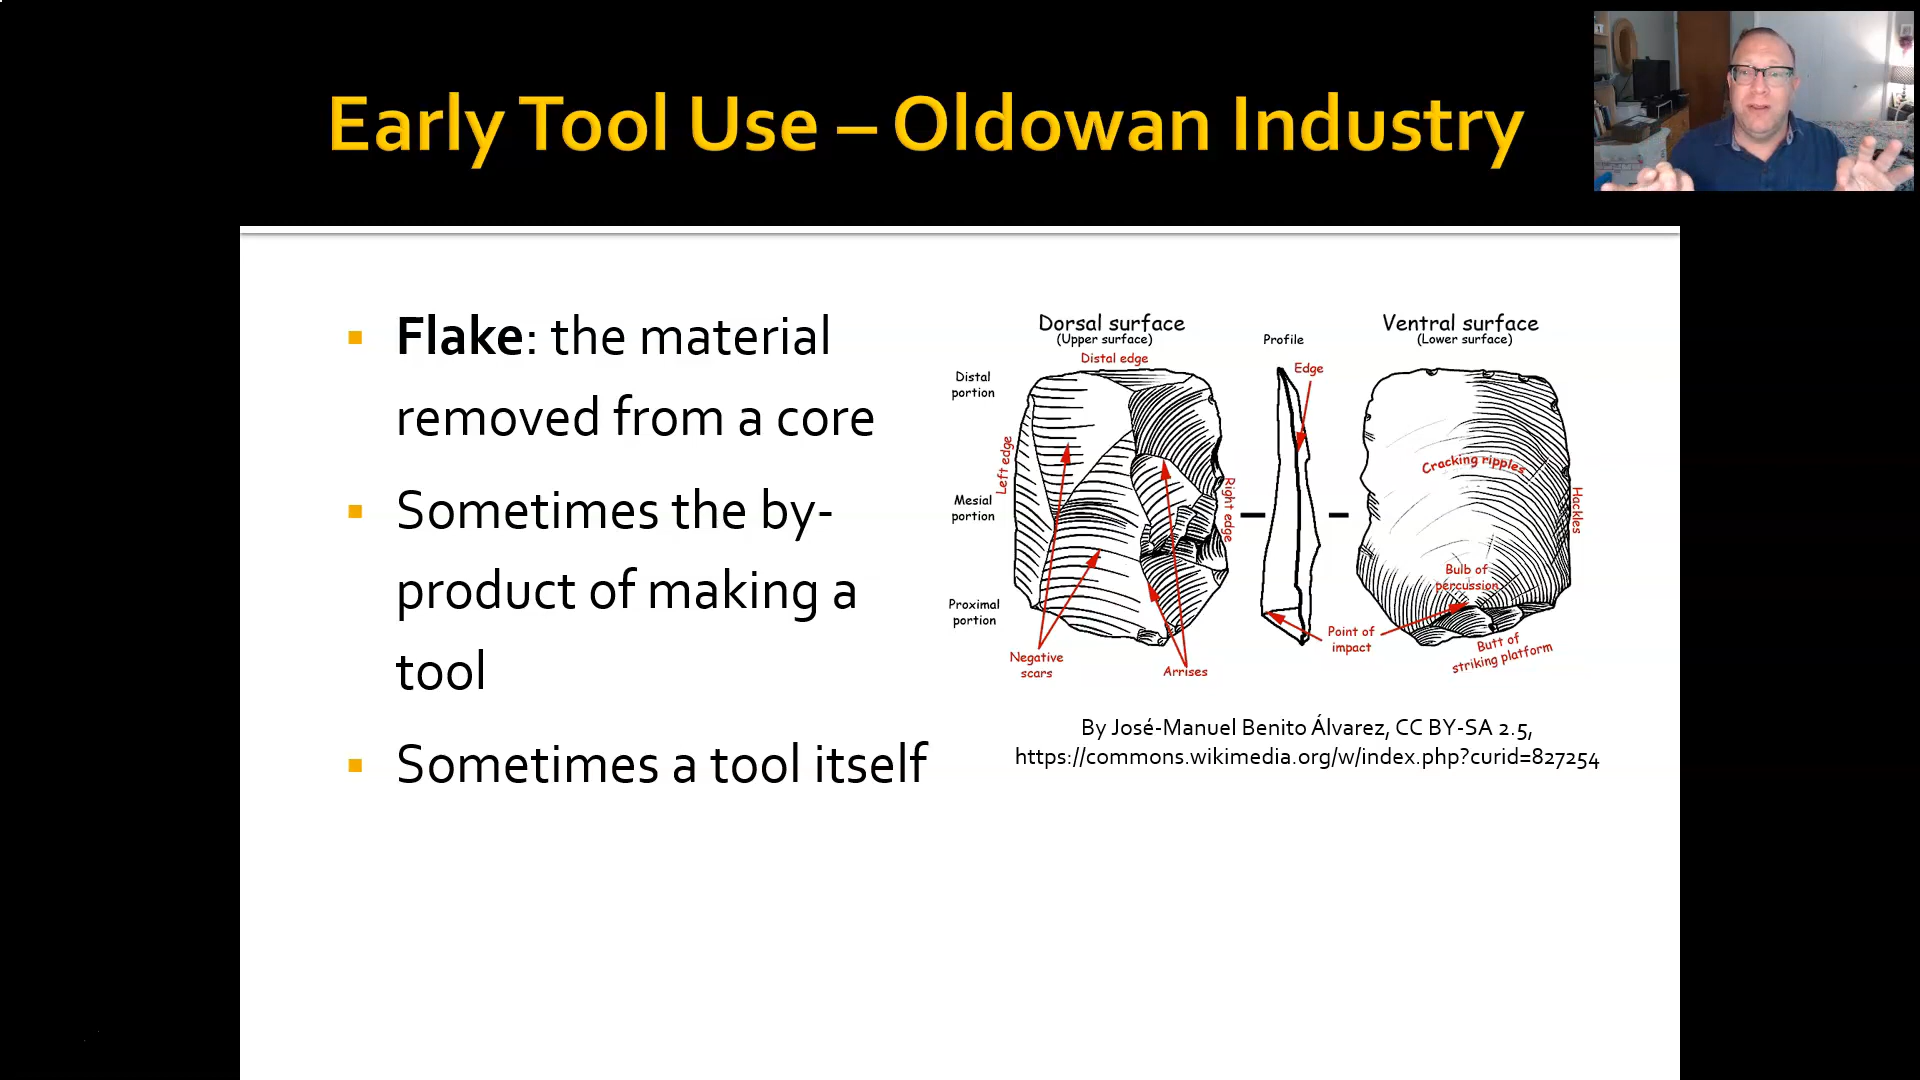 Early Tool Use – Oldowan Industry
Flake: the material
removed from a core
Sometimes the by-
product of making a
tool
Sometimes a tool itself
Dorsal surface
(Upper surface)
Distal edge
Distal
portion
Left edge
Mesial
portion
Right edge
Proximal
portion
Negative
scars
Arrises
Profile
Edge
Point of
impact
Ventral surface
(Lower surface)
Cracking ripples
Hackles
Bulb of
percussion
Butt of
striking platform
By José-Manuel Benito Álvarez, CC BY-SA 2.5,
https://commons.wikimedia.org/w/index.php?curid=827254